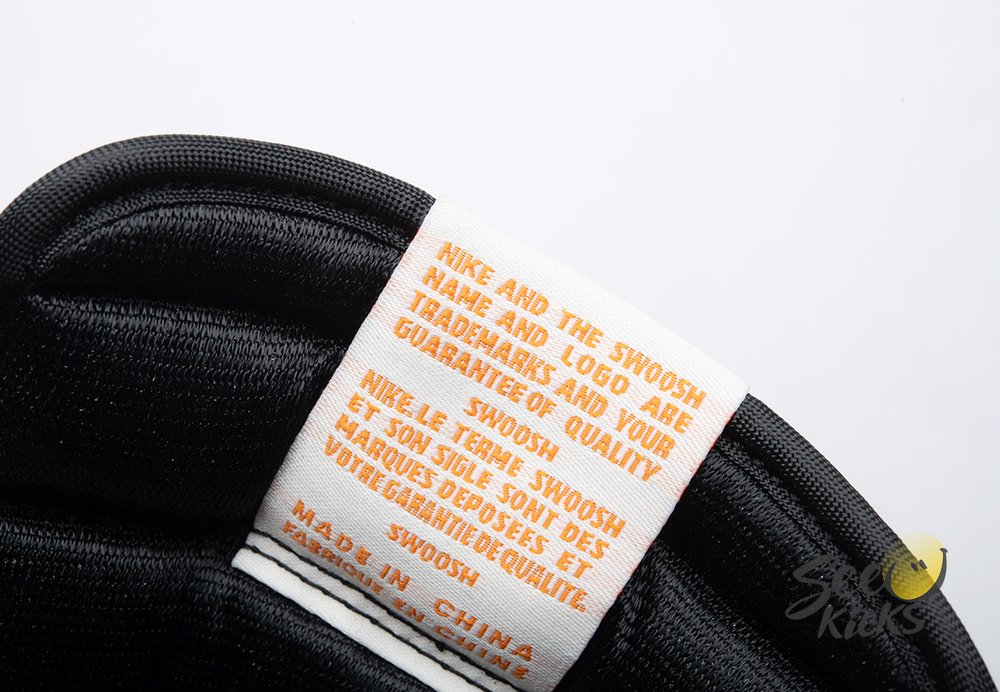 NIKE AND THE SWOOSH
NAME AND LOGO ARE
TRADEMARKS AND YOUR
GUARANTEE OF QUALITY
SWOOSH
NIKE. LE TERME SWOOSH
ET SON SIGLE SONT DES
MARQUES DEPOSÉES ET
VOTRE GARANTIE DE QUALITE.
SWOOSH
MADE IN CHINA
FABRIQUE EN CHINE
See
Kicks